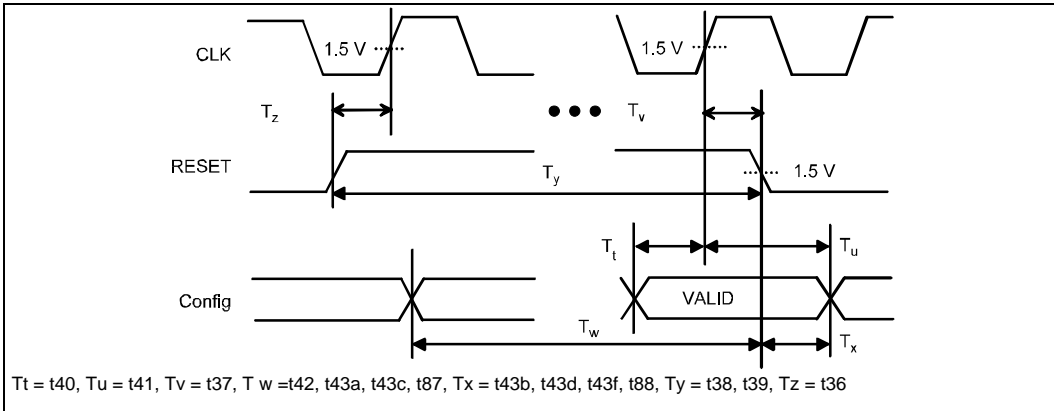 CLK
1.5 V
1.5 V
Tz
Tv
RESET
Ty
1.5 V
Tt
Tu
Config
VALID
Tw
Tx
Tt = t40, Tu = t41, Tv = t37, T w =t42, t43a, t43c, t87, Tx = t43b, t43d, t43f, t88, Ty = t38, t39, Tz = t36